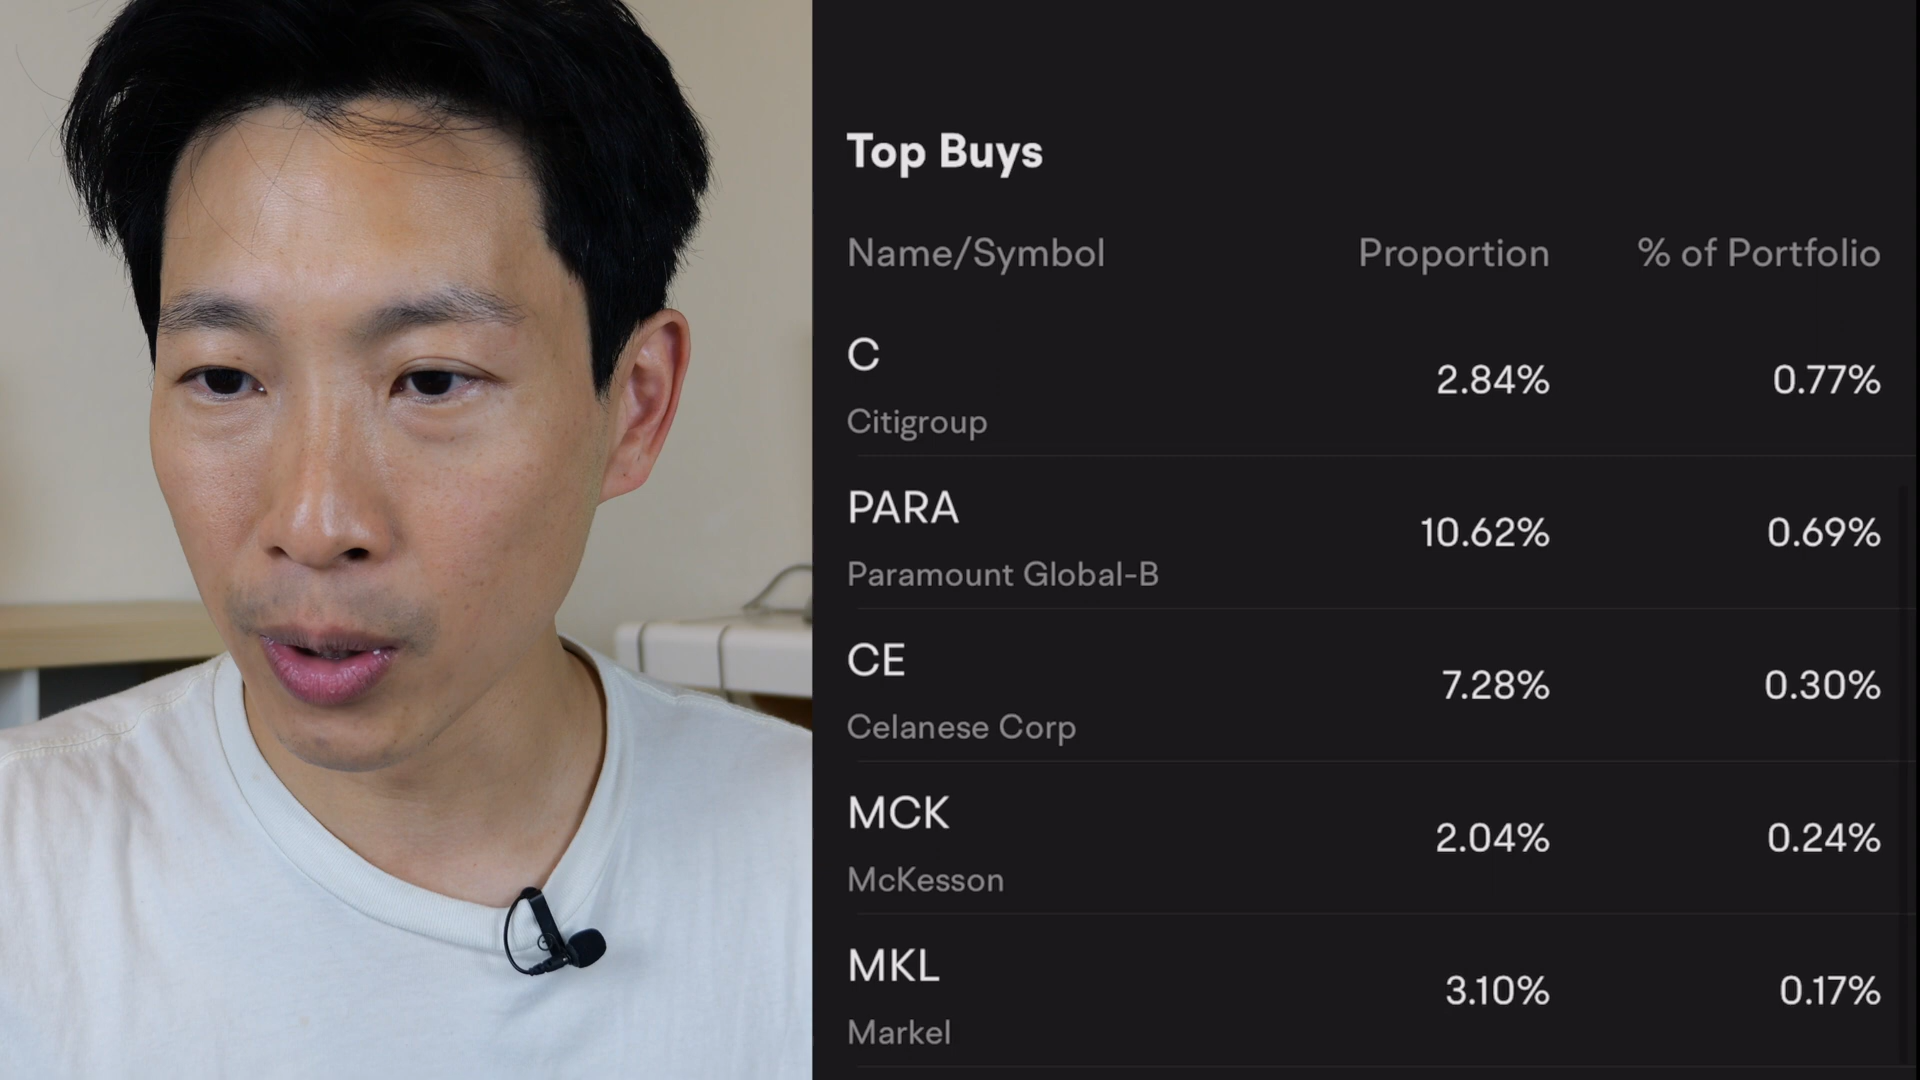 Top Buys
Name/Symbol Proportion % of Portfolio
C
2.84% 0.77%
Citigroup
PARA
10.62% 0.69%
Paramount Global-B
CE
7.28% 0.30%
Celanese Corp
MCK
2.04% 0.24%
McKesson
MKL
3.10% 0.17%
Markel